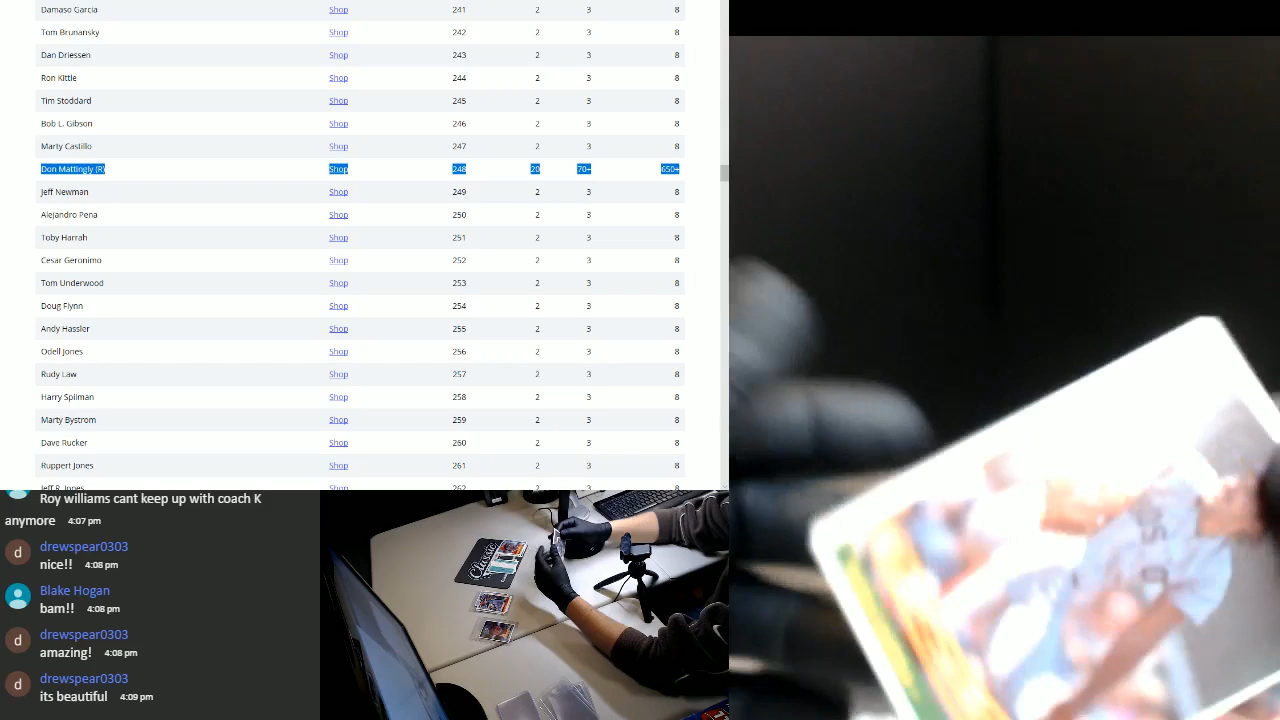 Damaso Garcia Shop 241 2 3 8
Tom Brunansky Shop 242 2 3 8
Dan Driessen Shop 243 2 3 8
Ron Kittle Shop 244 2 3 8
Tim Stoddard Shop 245 2 3 8
Bob L. Gibson Shop 246 2 3 8
Marty Castillo Shop 247 2 3 8
Don Mattingly (R) Shop 248 20 70+ 650+
Jeff Newman Shop 249 2 3 8
Alejandro Pena Shop 250 2 3 8
Toby Harrah Shop 251 2 3 8
Cesar Geronimo Shop 252 2 3 8
Tom Underwood Shop 253 2 3 8
Doug Flynn Shop 254 2 3 8
Andy Hassler Shop 255 2 3 8
Odell Jones Shop 256 2 3 8
Rudy Law Shop 257 2 3 8
Harry Spilman Shop 258 2 3 8
Marty Bystrom Shop 259 2 3 8
Dave Rucker Shop 260 2 3 8
Ruppert Jones Shop 261 2 3 8
Jeff R. Jones Shop 262 2 3 8
Roy williams cant keep up with coach K
anymore 4:07 pm
d drewspear0303
nice!! 4:08 pm
Blake Hogan
bam!! 4:08 pm
d drewspear0303
amazing! 4:08 pm
d drewspear0303
its beautiful 4:09 pm